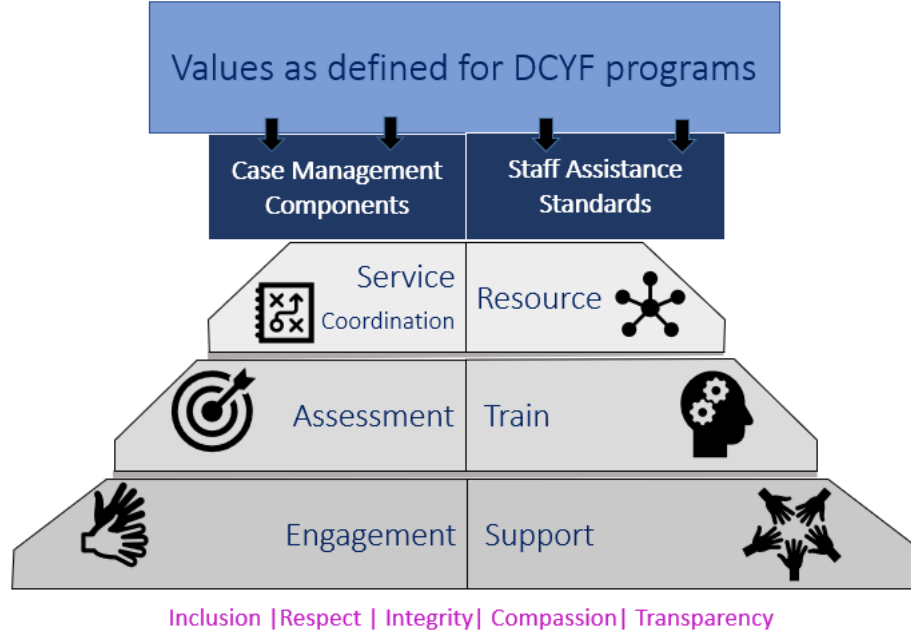 Values as defined for DCYF programs
Case Management
Components
Staff Assistance
Standards
Service
Coordination
Resource
Assessment
Train
Engagement
Support
Inclusion |Respect | Integrity| Compassion| Transparency